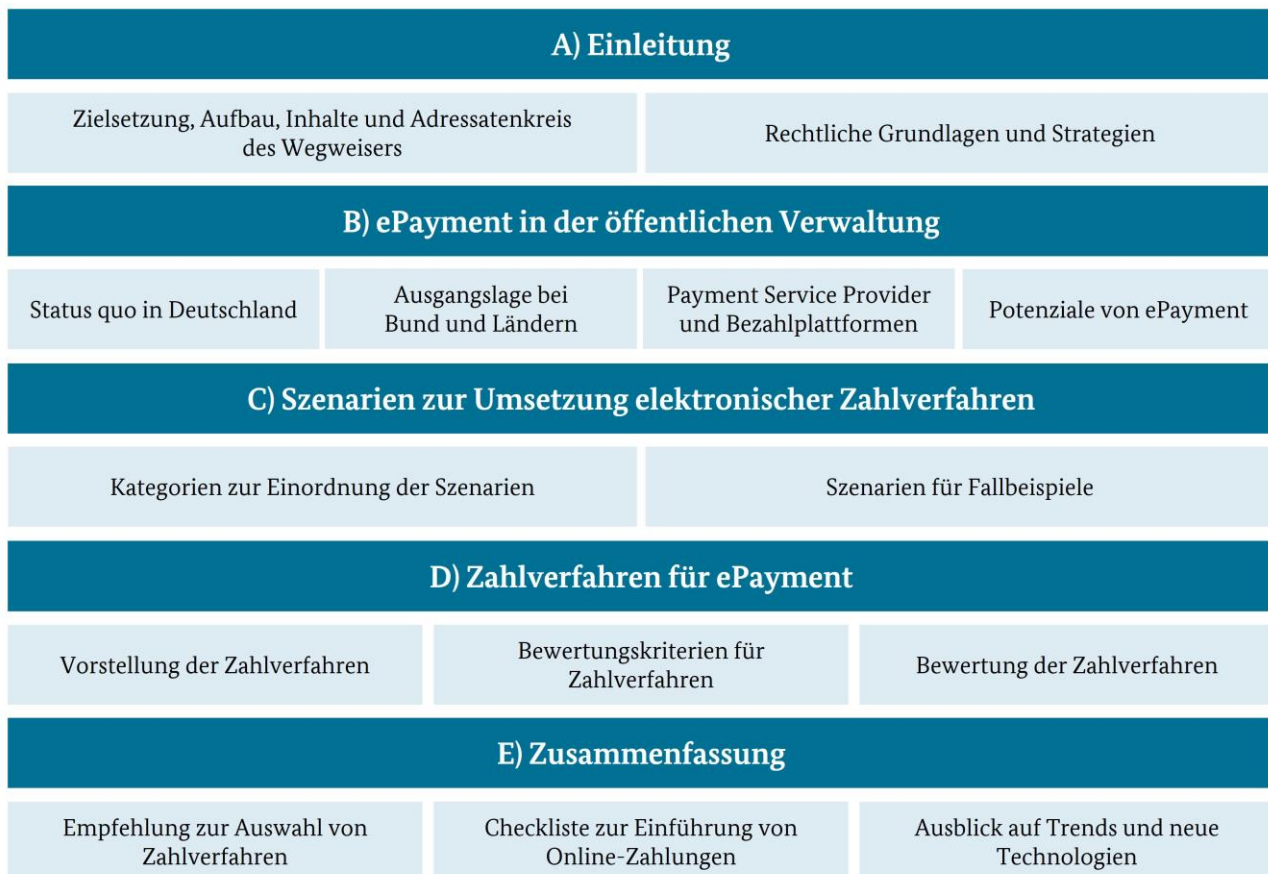 A) Einleitung
Zielsetzung, Aufbau, Inhalte und Adressatenkreis
des Wegweisers
Rechtliche Grundlagen und Strategien
B) ePayment in der öffentlichen Verwaltung
Status quo in Deutschland
Ausgangslage bei
Bund und Ländern
Payment Service Provider
und Bezahlplattformen
Potenziale von ePayment
C) Szenarien zur Umsetzung elektronischer Zahlverfahren
Kategorien zur Einordnung der Szenarien
Szenarien für Fallbeispiele
D) Zahlverfahren für ePayment
Vorstellung der Zahlverfahren
Bewertungskriterien für
Zahlverfahren
Bewertung der Zahlverfahren
E) Zusammenfassung
Empfehlung zur Auswahl von
Zahlverfahren
Checkliste zur Einführung von
Online-Zahlungen
Ausblick auf Trends und neue
Technologien